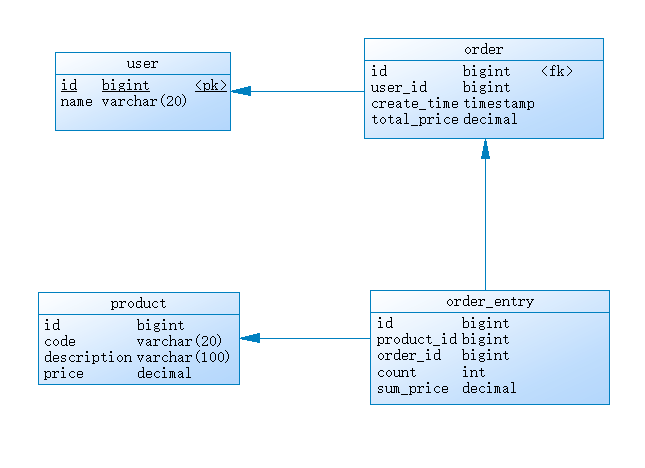 user
id bigint <pk>
name varchar(20)
order
id bigint <fk>
user_id bigint
create_time timestamp
total_price decimal
product
id bigint
code varchar(20)
description varchar(100)
price decimal
order_entry
id bigint
product_id bigint
order_id bigint
count int
sum_price decimal